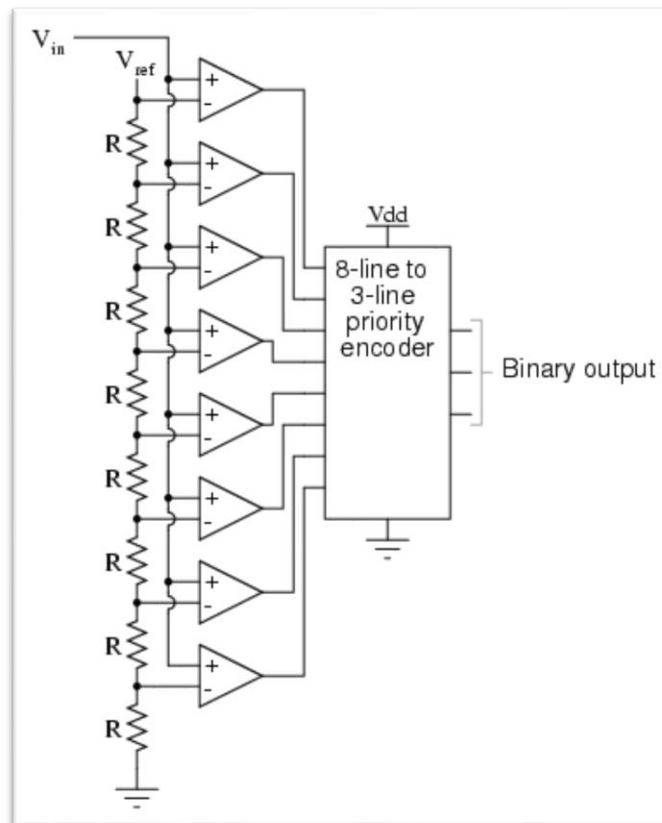 Vin
Vref
+
-
R
+
-
R
+
-
R
+
-
R
+
-
R
+
-
R
+
-
R
+
-
R
Vdd
8-line to
3-line
priority
encoder
Binary output